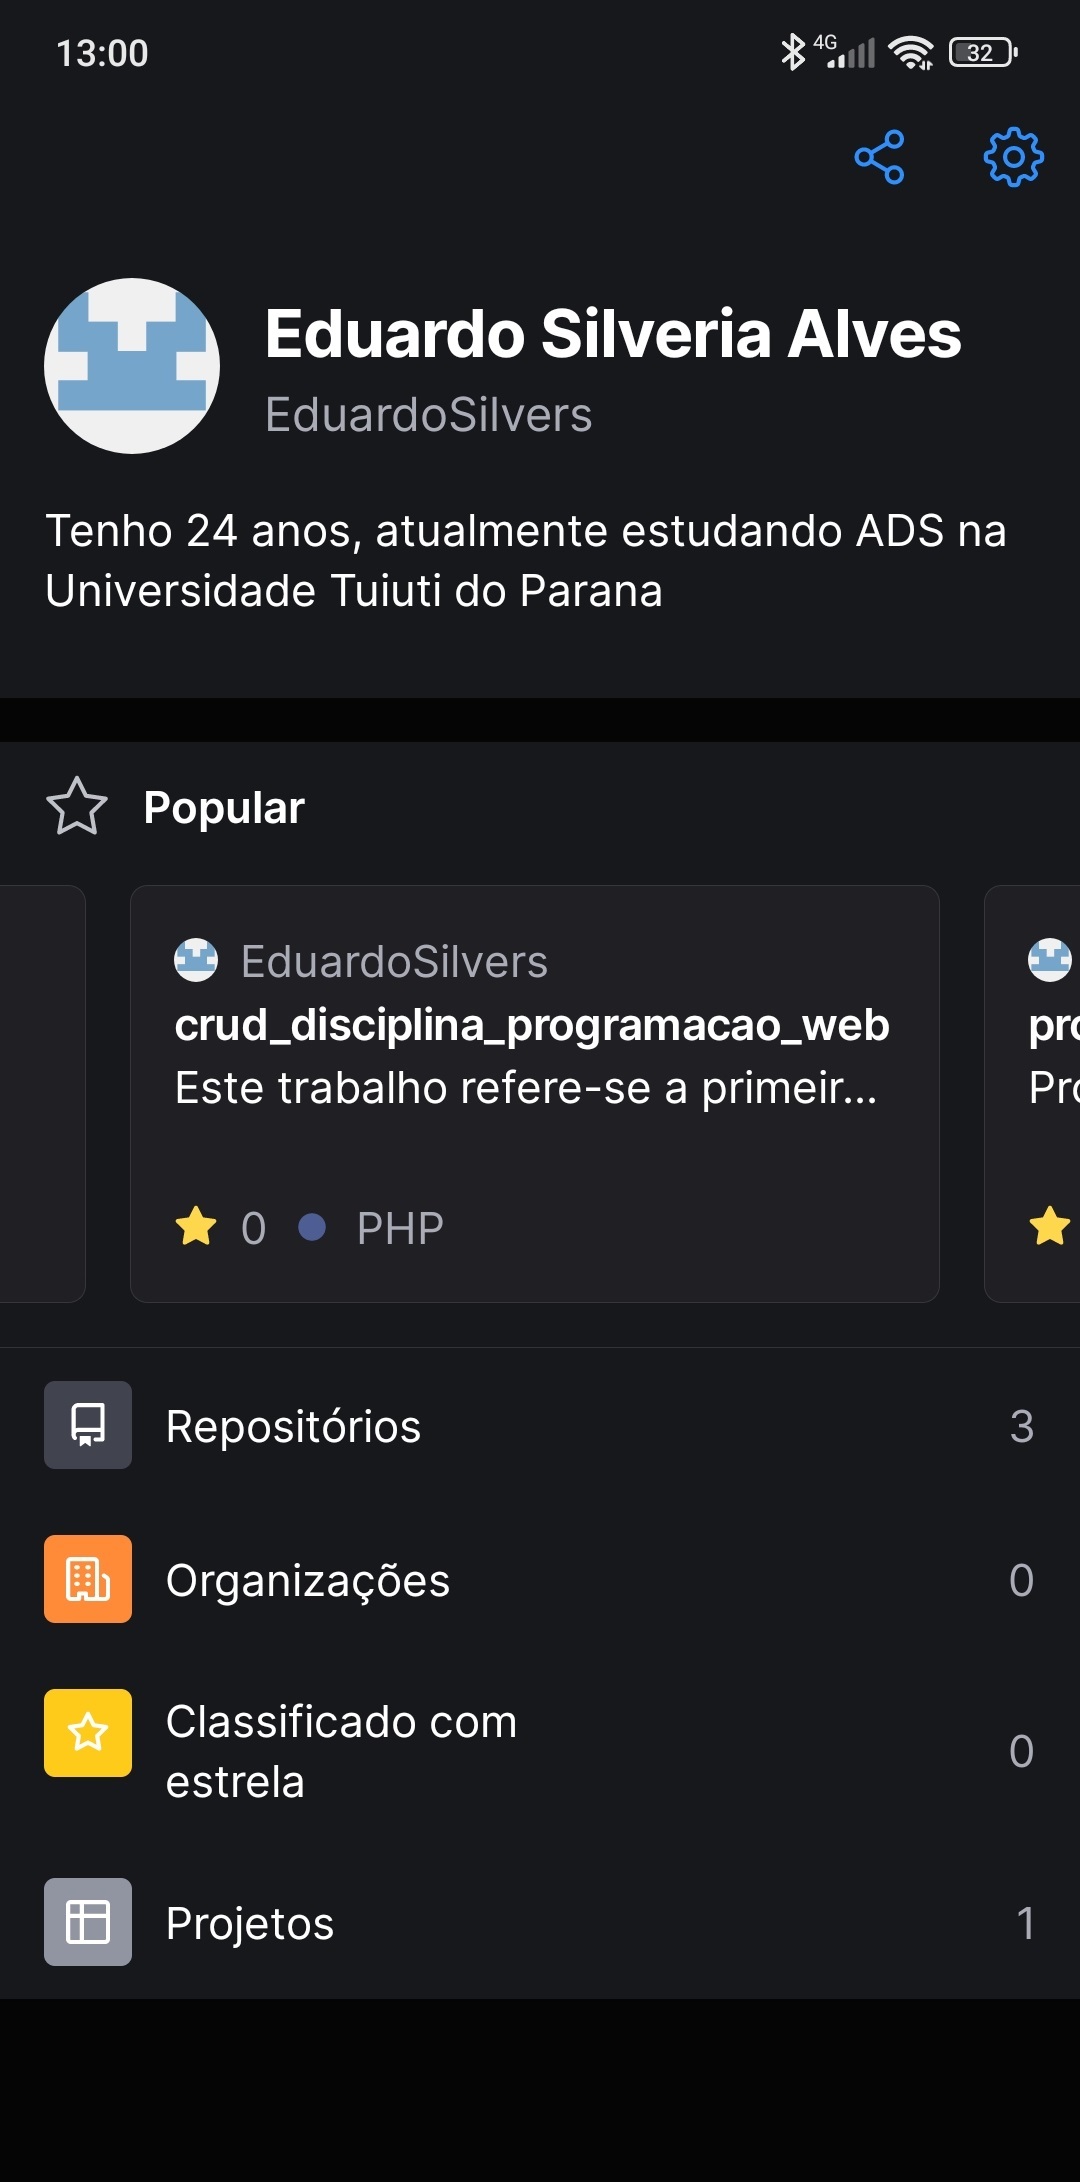 13:00
4G
32
Eduardo Silveria Alves
EduardoSilvers
Tenho 24 anos, atualmente estudando ADS na
Universidade Tuiuti do Parana
Popular
EduardoSilvers
crud_disciplina_programacao_web
pro
Este trabalho refere-se a primeir...
Pro
0
PHP
Repositórios
3
Organizações
0
Classificado com
estrela
0
Projetos
1